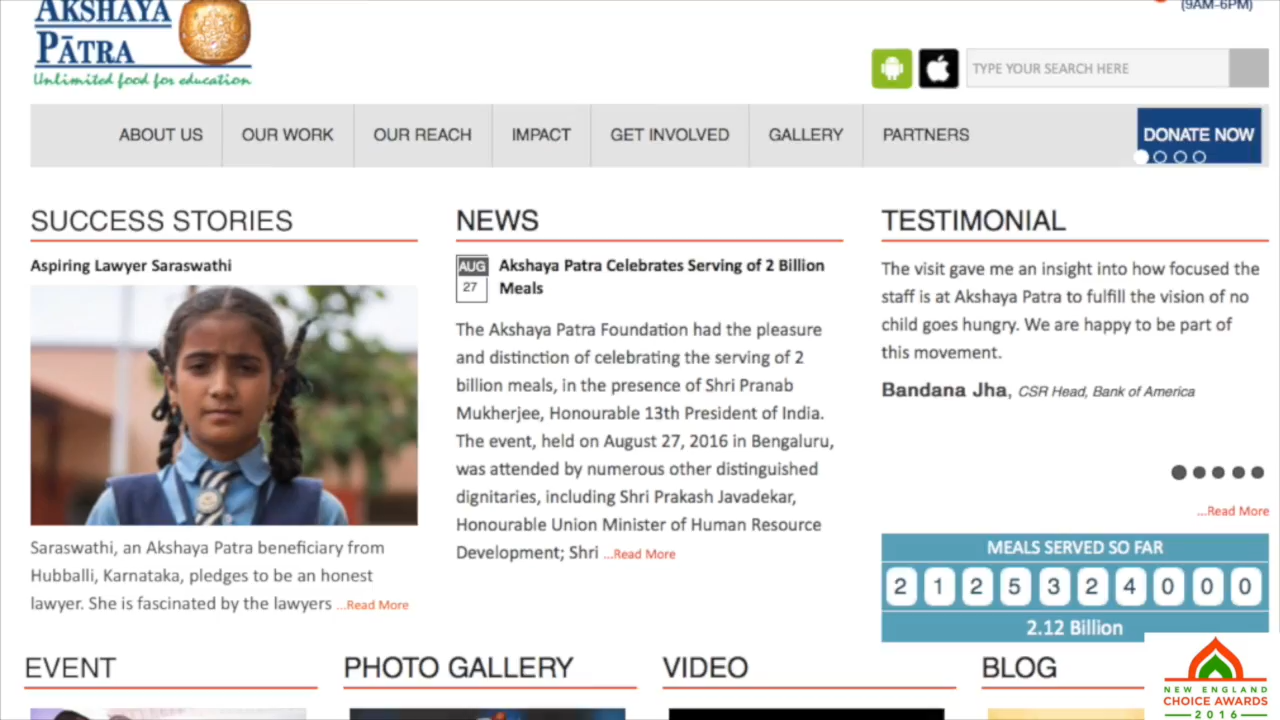 AKSHAYA
PĀTRA
Unlimited food for education
(9AM-6PM)
TYPE YOUR SEARCH HERE
ABOUT US
OUR WORK
OUR REACH
IMPACT
GET INVOLVED
GALLERY
PARTNERS
DONATE NOW
SUCCESS STORIES
Aspiring Lawyer Saraswathi
Saraswathi, an Akshaya Patra beneficiary from
Hubballi, Karnataka, pledges to be an honest
lawyer. She is fascinated by the lawyers ...Read More
NEWS
AUG
27
Akshaya Patra Celebrates Serving of 2 Billion
Meals
The Akshaya Patra Foundation had the pleasure
and distinction of celebrating the serving of 2
billion meals, in the presence of Shri Pranab
Mukherjee, Honourable 13th President of India.
The event, held on August 27, 2016 in Bengaluru,
was attended by numerous other distinguished
dignitaries, including Shri Prakash Javadekar,
Honourable Union Minister of Human Resource
Development; Shri ...Read More
TESTIMONIAL
The visit gave me an insight into how focused the
staff is at Akshaya Patra to fulfill the vision of no
child goes hungry. We are happy to be part of
this movement.
Bandana Jha, CSR Head, Bank of America
...Read More
MEALS SERVED SO FAR
2 1 2 5 3 2 4 0 0 0
2.12 Billion
EVENT
PHOTO GALLERY
VIDEO
BLOG
NEW ENGLAND
CHOICE AWARDS
2016